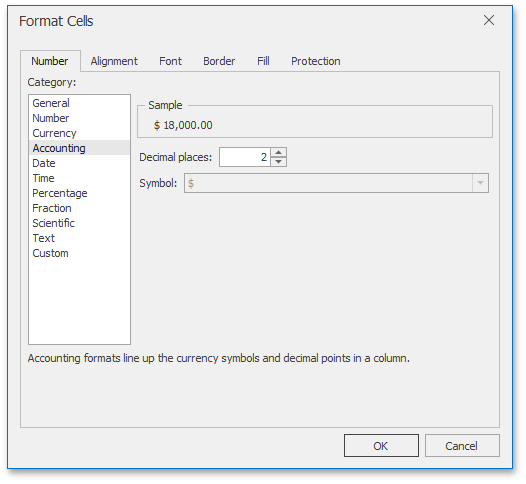 Format Cells
Number Alignment Font Border Fill Protection
Category:
General
Number
Currency
Accounting
Date
Time
Percentage
Fraction
Scientific
Text
Custom
Sample
$ 18,000.00
Decimal places: 2
Symbol: $
Accounting formats line up the currency symbols and decimal points in a column.
OK Cancel